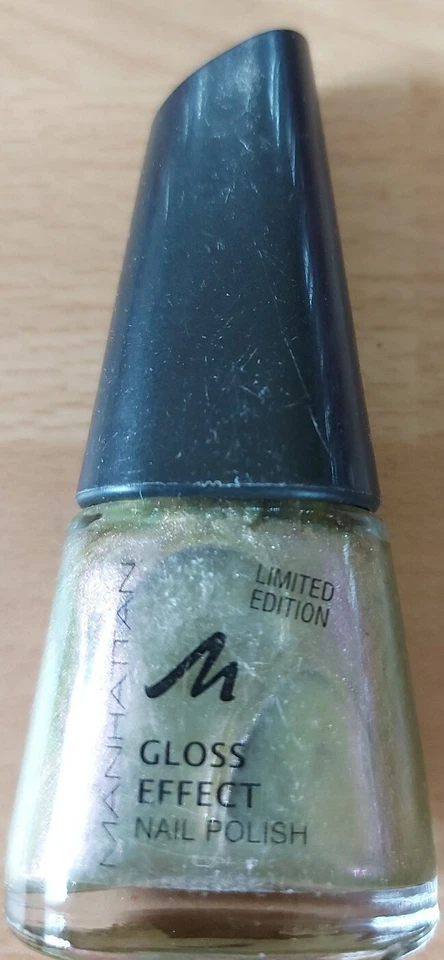 LIMITED
EDITION
MANHATTAN
M
GLOSS
EFFECT
NAIL POLISH